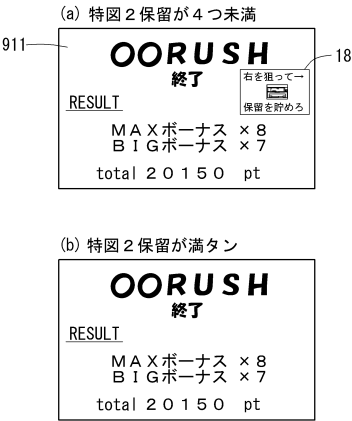 (a) 特図２保留が４つ未満
911
18
○○RUSH
終了
右を狙って→
保留を貯めろ
RESULT
ＭＡＸボーナス ×８
ＢＩＧボーナス ×７
total ２０１５０ pt
(b) 特図２保留が満タン
○○RUSH
終了
RESULT
ＭＡＸボーナス ×８
ＢＩＧボーナス ×７
total ２０１５０ pt